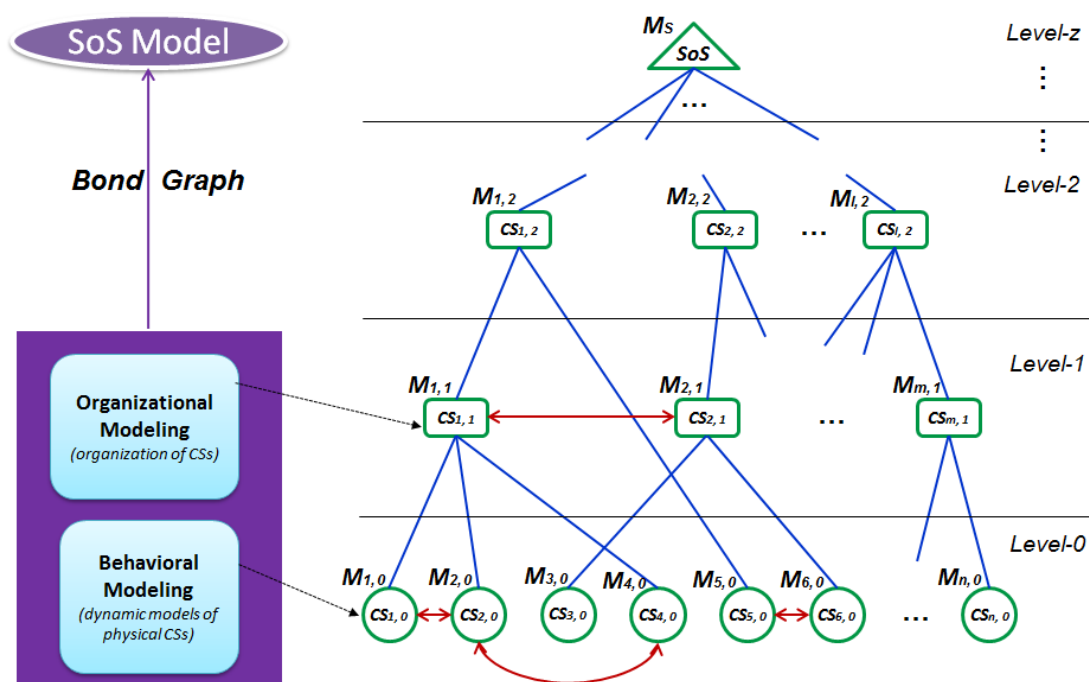 SoS Model
Bond Graph
Organizational
Modeling
(organization of CSs)
Behavioral
Modeling
(dynamic models of
physical CSs)
MS
SoS
...
Level-z
⋮
⋮
Level-2
M1, 2
CS1, 2
M2, 2
CS2, 2
...
Ml, 2
CSl, 2
Level-1
M1, 1
CS1, 1
M2, 1
CS2, 1
...
Mm, 1
CSm, 1
Level-0
M1, 0
CS1, 0
M2, 0
CS2, 0
M3, 0
CS3, 0
M4, 0
CS4, 0
M5, 0
CS5, 0
M6, 0
CS6, 0
...
Mn, 0
CSn, 0